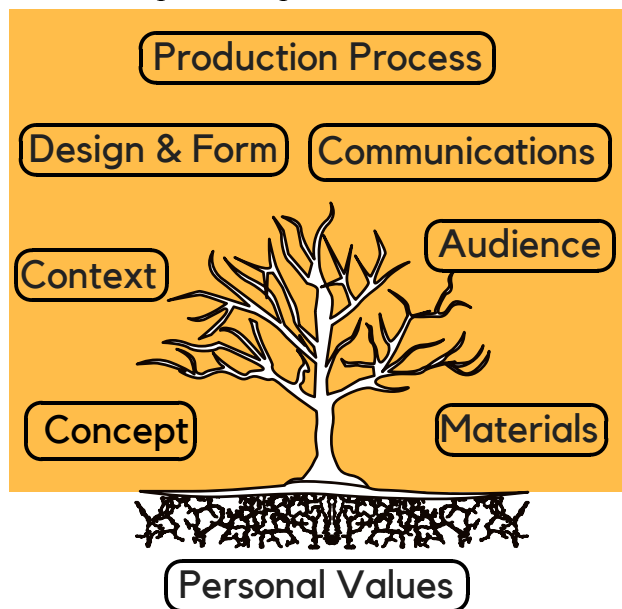 Production Process
Design & Form
Communications
Audience
Context
Concept
Materials
Personal Values